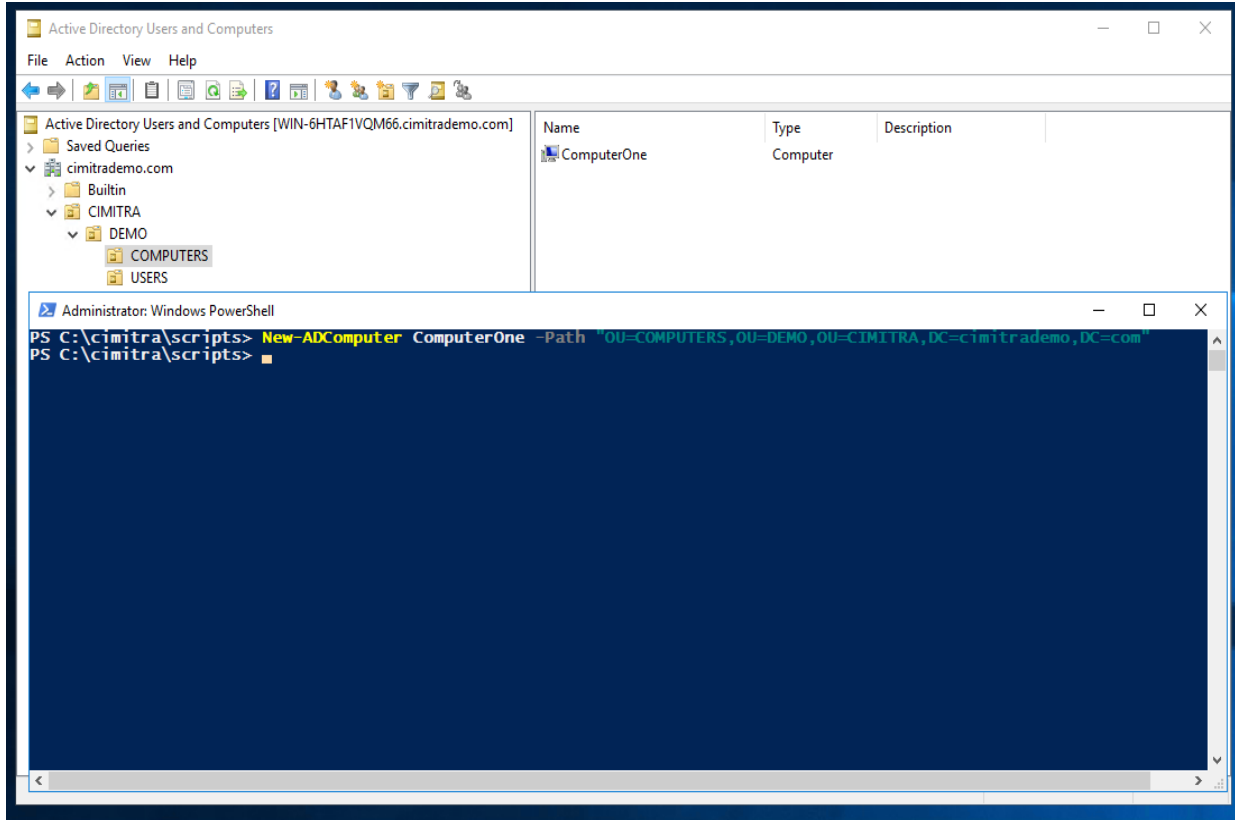 Active Directory Users and Computers
File Action View Help
Active Directory Users and Computers [WIN-6HTAF1VQM66.cimitrademo.com]
Saved Queries
cimitrademo.com
Builtin
CIMITRA
DEMO
COMPUTERS
USERS
Name Type Description
ComputerOne Computer
Administrator: Windows PowerShell
PS C:\cimitra\scripts> New-ADComputer ComputerOne -Path "OU=COMPUTERS,OU=DEMO,OU=CIMITRA,DC=cimitrademo,DC=com"
PS C:\cimitra\scripts>